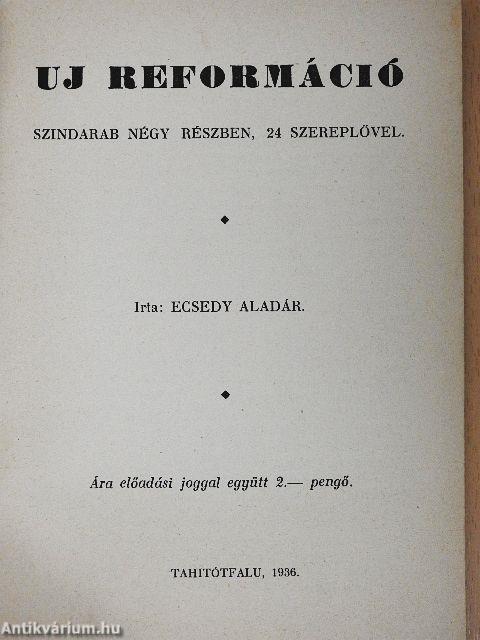 UJ REFORMÁCIÓ
SZINDARAB NÉGY RÉSZBEN, 24 SZEREPLŐVEL.
Irta: ECSEDY ALADÁR.
Ára előadási joggal együtt 2.— pengő.
TAHITÓTFALU, 1936.
Antikvárium.hu